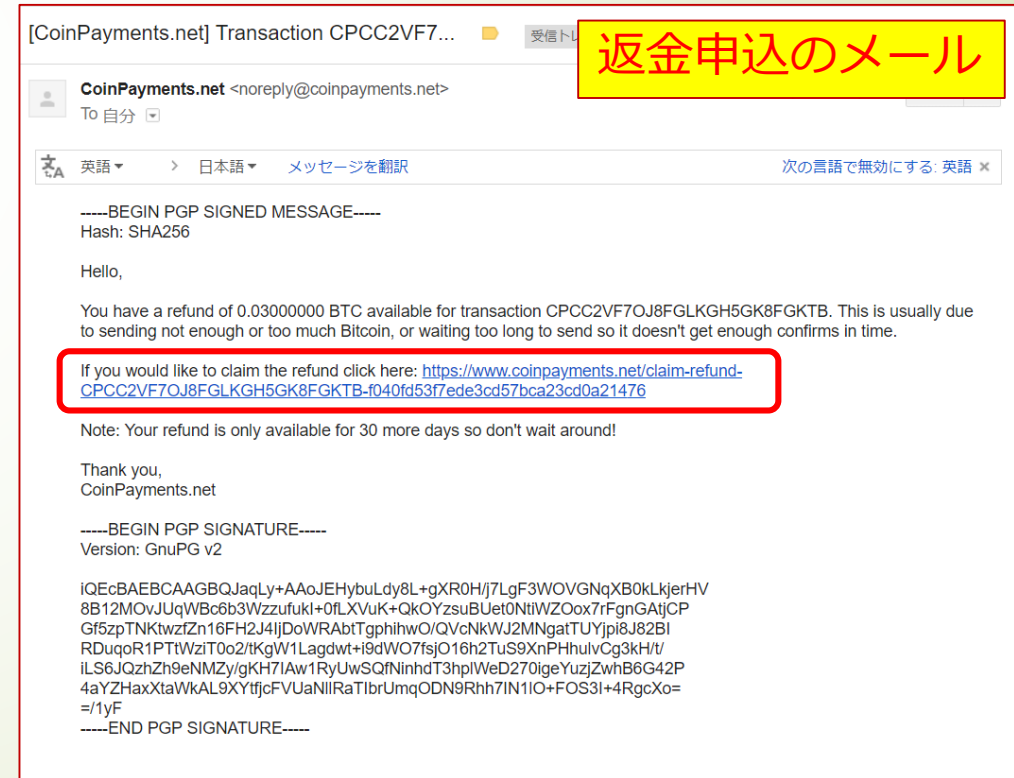 [CoinPayments.net] Transaction CPCC2VF7...
受信トレ
返金申込のメール
CoinPayments.net <noreply@coinpayments.net>
To 自分
英語 > 日本語 メッセージを翻訳 次の言語で無効にする: 英語 ×
-----BEGIN PGP SIGNED MESSAGE-----
Hash: SHA256
Hello,
You have a refund of 0.03000000 BTC available for transaction CPCC2VF7OJ8FGLKGH5GK8FGKTB. This is usually due
to sending not enough or too much Bitcoin, or waiting too long to send so it doesn't get enough confirms in time.
If you would like to claim the refund click here: https://www.coinpayments.net/claim-refund-
CPCC2VF7OJ8FGLKGH5GK8FGKTB-f040fd53f7ede3cd57bca23cd0a21476
Note: Your refund is only available for 30 more days so don't wait around!
Thank you,
CoinPayments.net
-----BEGIN PGP SIGNATURE-----
Version: GnuPG v2
iQEcBAEBCAAGBQJaqLy+AAoJEHybuLdy8L+gXR0H/j7LgF3WOVGNqXB0kLkjerHV
8B12MOvJUqWBc6b3WzzufukI+0fLXVuK+QkOYzsuBUet0NtiWZOox7rFgnGAtjCP
Gf5zpTNKtwzfZn16FH2J4IjDoWRAbtTgphihwO/QVcNkWJ2MNgatTUYjpi8J82BI
RDuqoR1PTtWziT0o2/tKgW1Lagdwt+i9dWO7fsjO16h2TuS9XnPHhulvCg3kH/t/
iLS6JQzhZh9eNMZy/gKH7IAw1RyUwSQfNinhdT3hplWeD270igeYuzjZwhB6G42P
4aYZHaxXtaWkAL9XYtfjcFVUaNllRaTIbrUmqODN9Rhh7IN1lO+FOS3I+4RgcXo=
=/1yF
-----END PGP SIGNATURE-----